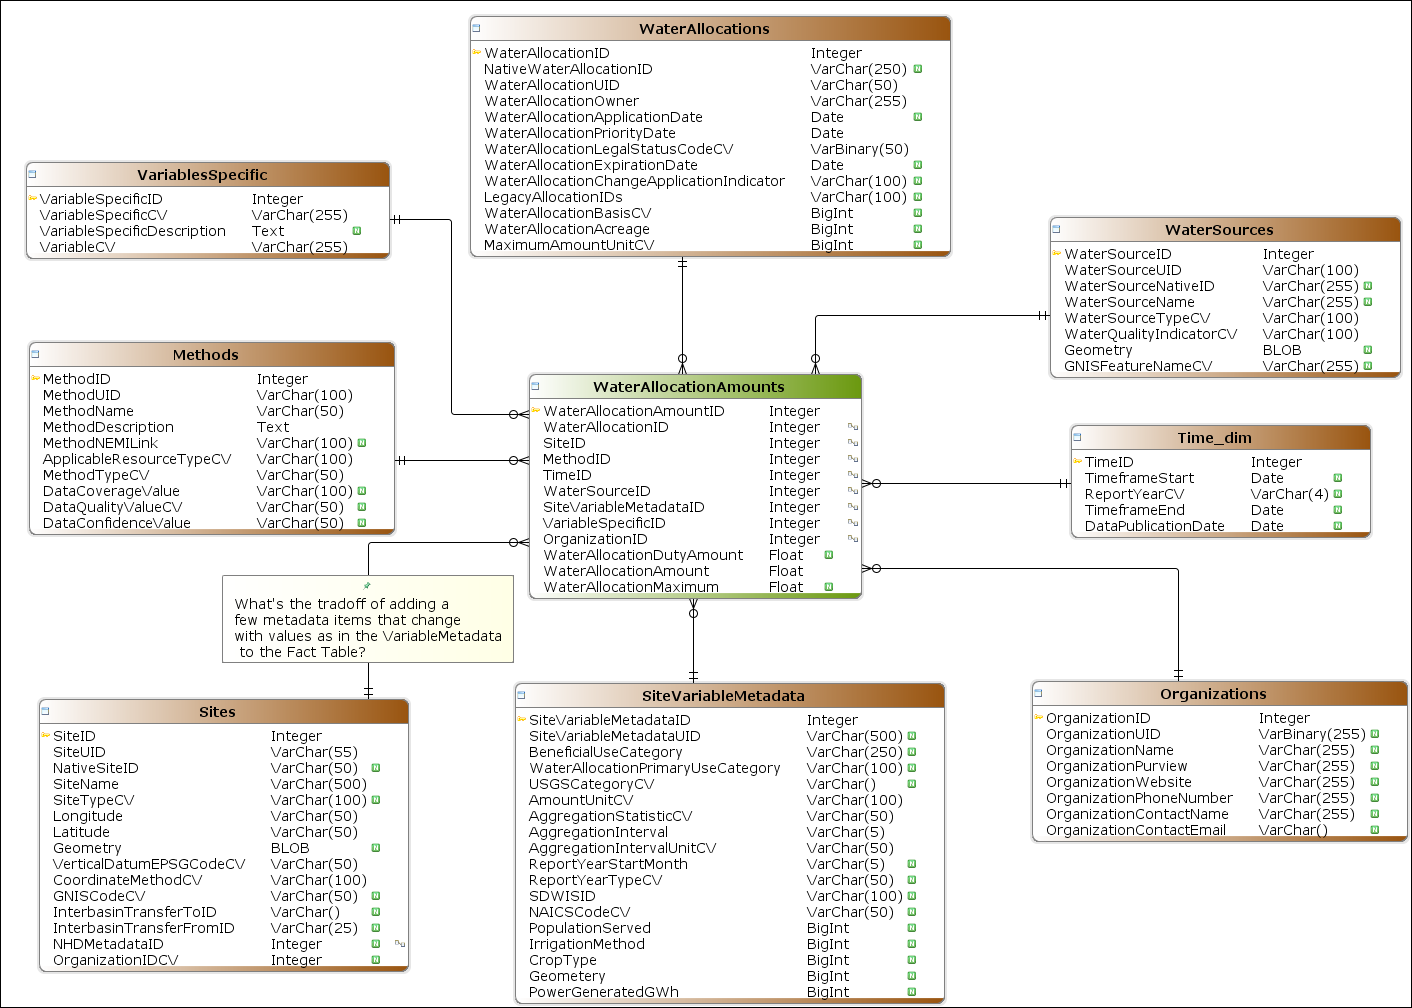 WaterAllocations
WaterAllocationID Integer
NativeWaterAllocationID VarChar(250) N
WaterAllocationUID VarChar(50)
WaterAllocationOwner VarChar(255)
WaterAllocationApplicationDate Date N
WaterAllocationPriorityDate Date
WaterAllocationLegalStatusCodeCV VarBinary(50)
WaterAllocationExpirationDate Date N
WaterAllocationChangeApplicationIndicator VarChar(100) N
LegacyAllocationIDs VarChar(100) N
WaterAllocationBasisCV BigInt N
WaterAllocationAcreage BigInt N
MaximumAmountUnitCV BigInt N
VariablesSpecific
VariableSpecificID Integer
VariableSpecificCV VarChar(255)
VariableSpecificDescription Text N
VariableCV VarChar(255)
WaterSources
WaterSourceID Integer
WaterSourceUID VarChar(100)
WaterSourceNativeID VarChar(255) N
WaterSourceName VarChar(255) N
WaterSourceTypeCV VarChar(100)
WaterQualityIndicatorCV VarChar(100)
Geometry BLOB N
GNISFeatureNameCV VarChar(255) N
Methods
MethodID Integer
MethodUID VarChar(100)
MethodName VarChar(50)
MethodDescription Text
MethodNEMILink VarChar(100) N
ApplicableResourceTypeCV VarChar(100)
MethodTypeCV VarChar(50)
DataCoverageValue VarChar(100) N
DataQualityValueCV VarChar(50) N
DataConfidenceValue VarChar(50) N
WaterAllocationAmounts
WaterAllocationAmountID Integer
WaterAllocationID Integer
SiteID Integer
MethodID Integer
TimeID Integer
WaterSourceID Integer
SiteVariableMetadataID Integer
VariableSpecificID Integer
OrganizationID Integer
WaterAllocationDutyAmount Float N
WaterAllocationAmount Float
WaterAllocationMaximum Float N
Time_dim
TimeID Integer
TimeframeStart Date N
ReportYearCV VarChar(4) N
TimeframeEnd Date N
DataPublicationDate Date N
What's the tradoff of adding a
few metadata items that change
with values as in the VariableMetadata
to the Fact Table?
Sites
SiteID Integer
SiteUID VarChar(55)
NativeSiteID VarChar(50) N
SiteName VarChar(500)
SiteTypeCV VarChar(100) N
Longitude VarChar(50)
Latitude VarChar(50)
Geometry BLOB N
VerticalDatumEPSGCodeCV VarChar(50)
CoordinateMethodCV VarChar(100)
GNISCodeCV VarChar(50) N
InterbasinTransferToID VarChar() N
InterbasinTransferFromID VarChar(25) N
NHDMetadataID Integer N
OrganizationIDCV Integer N
SiteVariableMetadata
SiteVariableMetadataID Integer
SiteVariableMetadataUID VarChar(500) N
BeneficialUseCategory VarChar(250) N
WaterAllocationPrimaryUseCategory VarChar(100) N
USGSCategoryCV VarChar() N
AmountUnitCV VarChar(100)
AggregationStatisticCV VarChar(50)
AggregationInterval VarChar(5)
AggregationIntervalUnitCV VarChar(50)
ReportYearStartMonth VarChar(5) N
ReportYearTypeCV VarChar(50) N
SDWISID VarChar(100) N
NAICSCodeCV VarChar(50) N
PopulationServed BigInt N
IrrigationMethod BigInt N
CropType BigInt N
Geometery BigInt N
PowerGeneratedGWh BigInt N
Organizations
OrganizationID Integer
OrganizationUID VarBinary(255) N
OrganizationName VarChar(255) N
OrganizationPurview VarChar(255) N
OrganizationWebsite VarChar(255) N
OrganizationPhoneNumber VarChar(255) N
OrganizationContactName VarChar(255) N
OrganizationContactEmail VarChar() N